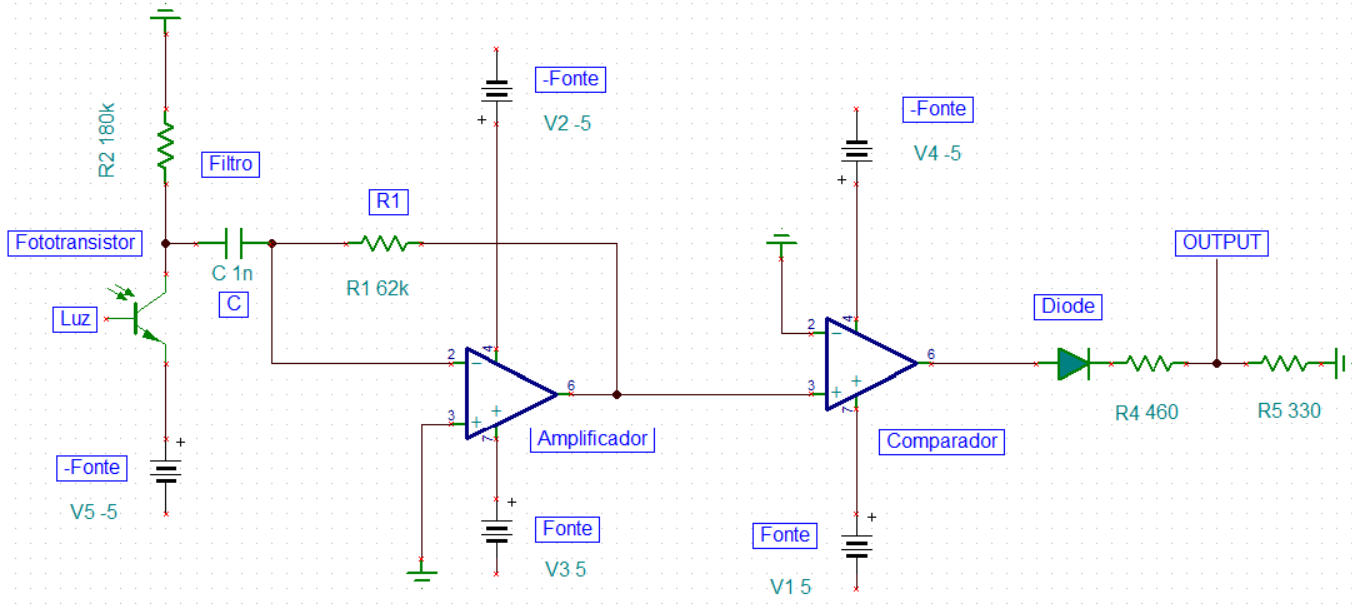 -Fonte
V2 -5
-Fonte
V4 -5
R2 180k
Filtro
R1
R1 62k
Fototransistor
C 1n
C
Luz
OUTPUT
Diode
R4 460
R5 330
2
4
3
7
6
+
-
+
2
4
3
7
6
+
-
+
Amplificador
Comparador
-Fonte
V5 -5
+
Fonte
V3 5
+
Fonte
V1 5
+
+
+